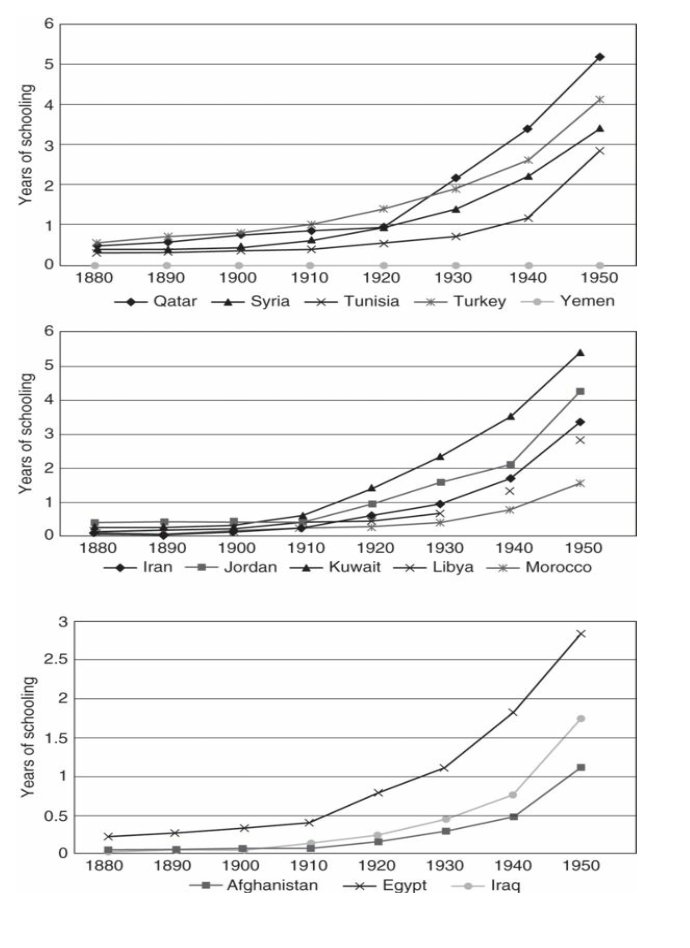 6
5
4
3
2
1
0
Years of schooling
1880 1890 1900 1910 1920 1930 1940 1950
Qatar Syria Tunisia Turkey Yemen
6
5
4
3
2
1
0
Years of schooling
1880 1890 1900 1910 1920 1930 1940 1950
Iran Jordan Kuwait Libya Morocco
3
2.5
2
1.5
1
0.5
0
Years of schooling
1880 1890 1900 1910 1920 1930 1940 1950
Afghanistan Egypt Iraq